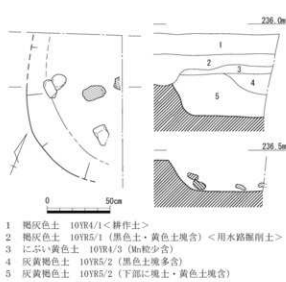 236.0m
1
2
3
4
5
236.5m
0
50cm
1 褐灰色土 10YR4/1<耕作土>
2 褐灰色土 10YR5/1 (黒色土・黄色土塊含) <用水路掘削土>
3 にぶい黄色土 10YR4/3 (Mn粒少含)
4 灰黄褐色土 10YR5/2 (黒色土塊多含)
5 灰黄褐色土 10YR5/2 (下部に塊土・黄色土塊含)